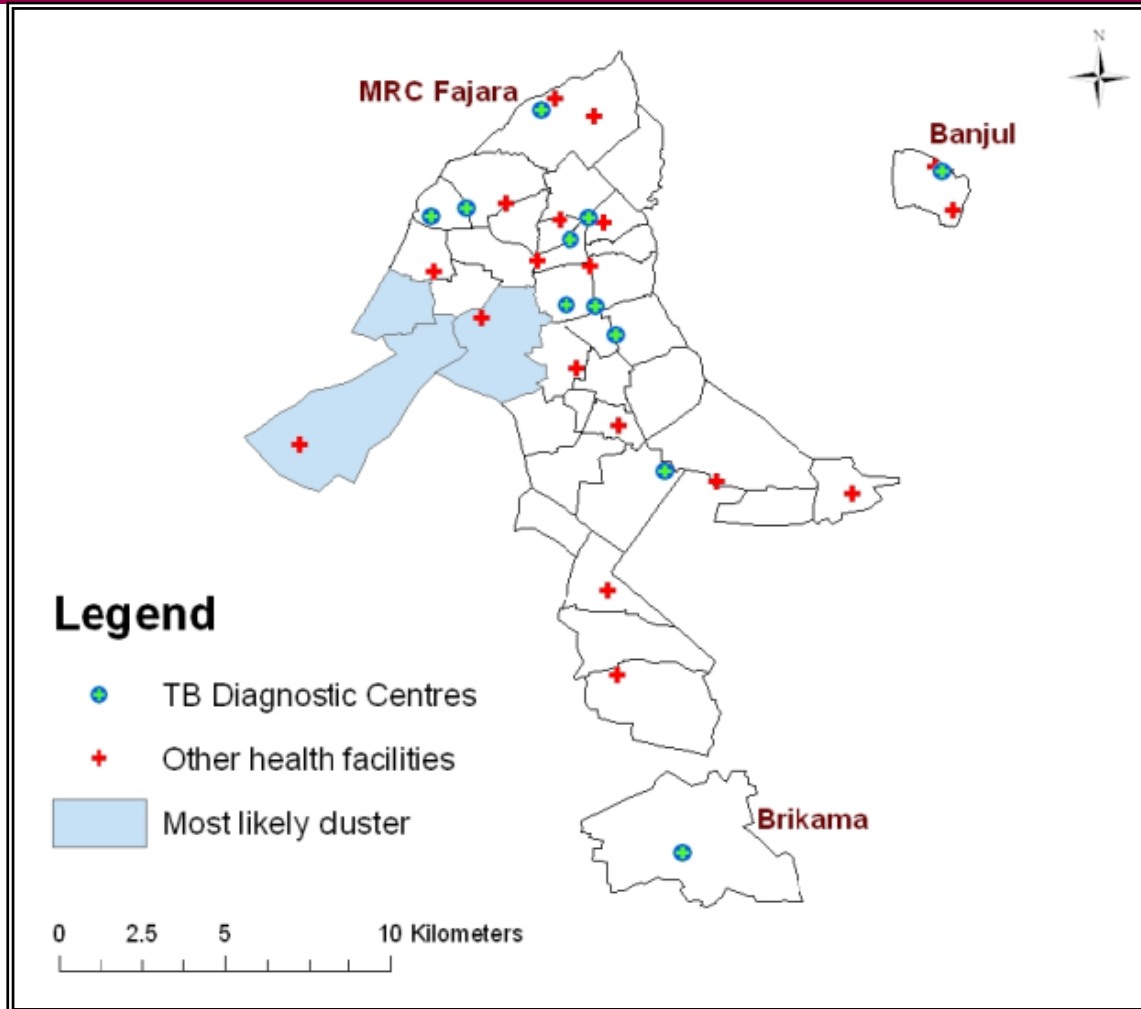 N
MRC Fajara
Banjul
Legend
TB Diagnostic Centres
Other health facilities
Most likely duster
Brikama
0 2.5 5 10 Kilometers